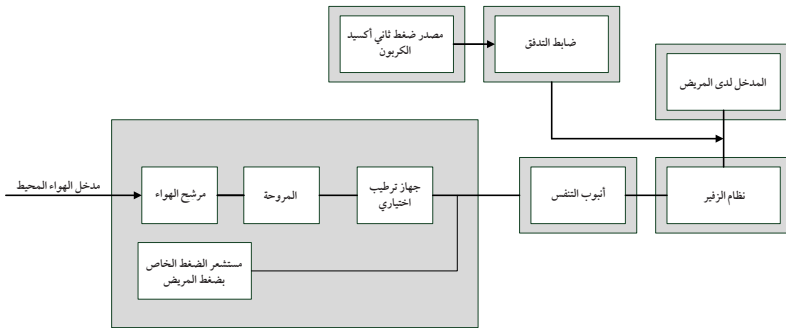 مصدر ضغط ثاني أكسيد
الكربون
ضابط التدفق
المدخل لدى المريض
مدخل الهواء المحيط
مرشح الهواء
المروحة
جهاز ترطيب
اختياري
أنبوب التنفس
نظام الزفير
مستشعر الضغط الخاص
بضغط المريض